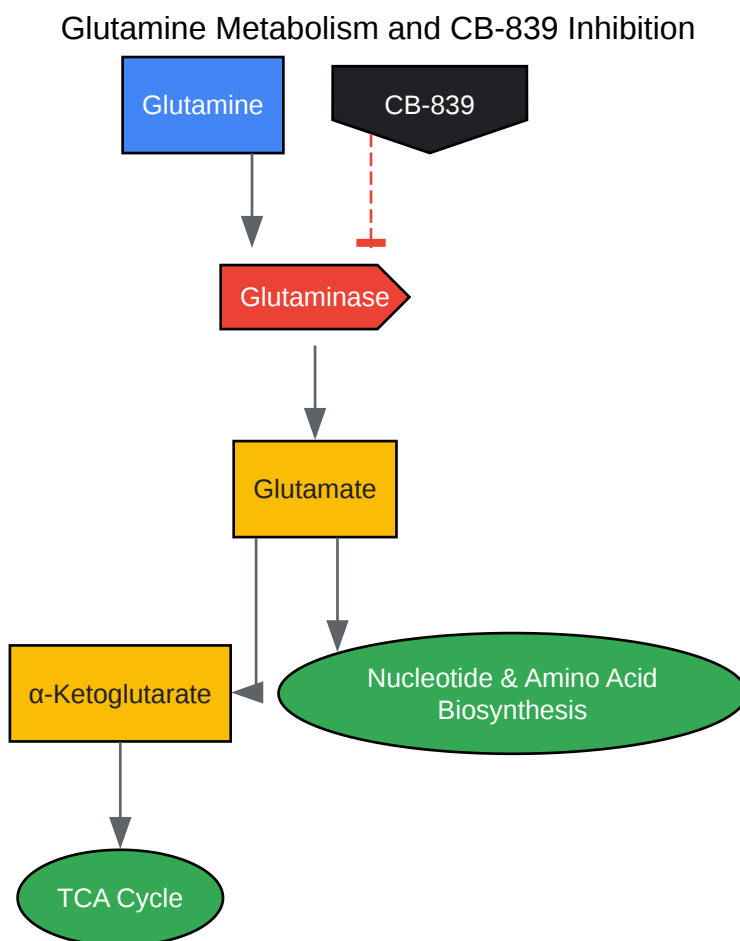 Glutamine Metabolism and CB-839 Inhibition
Glutamine
CB-839
Glutaminase
Glutamate
α-Ketoglutarate
Nucleotide & Amino Acid
Biosynthesis
TCA Cycle